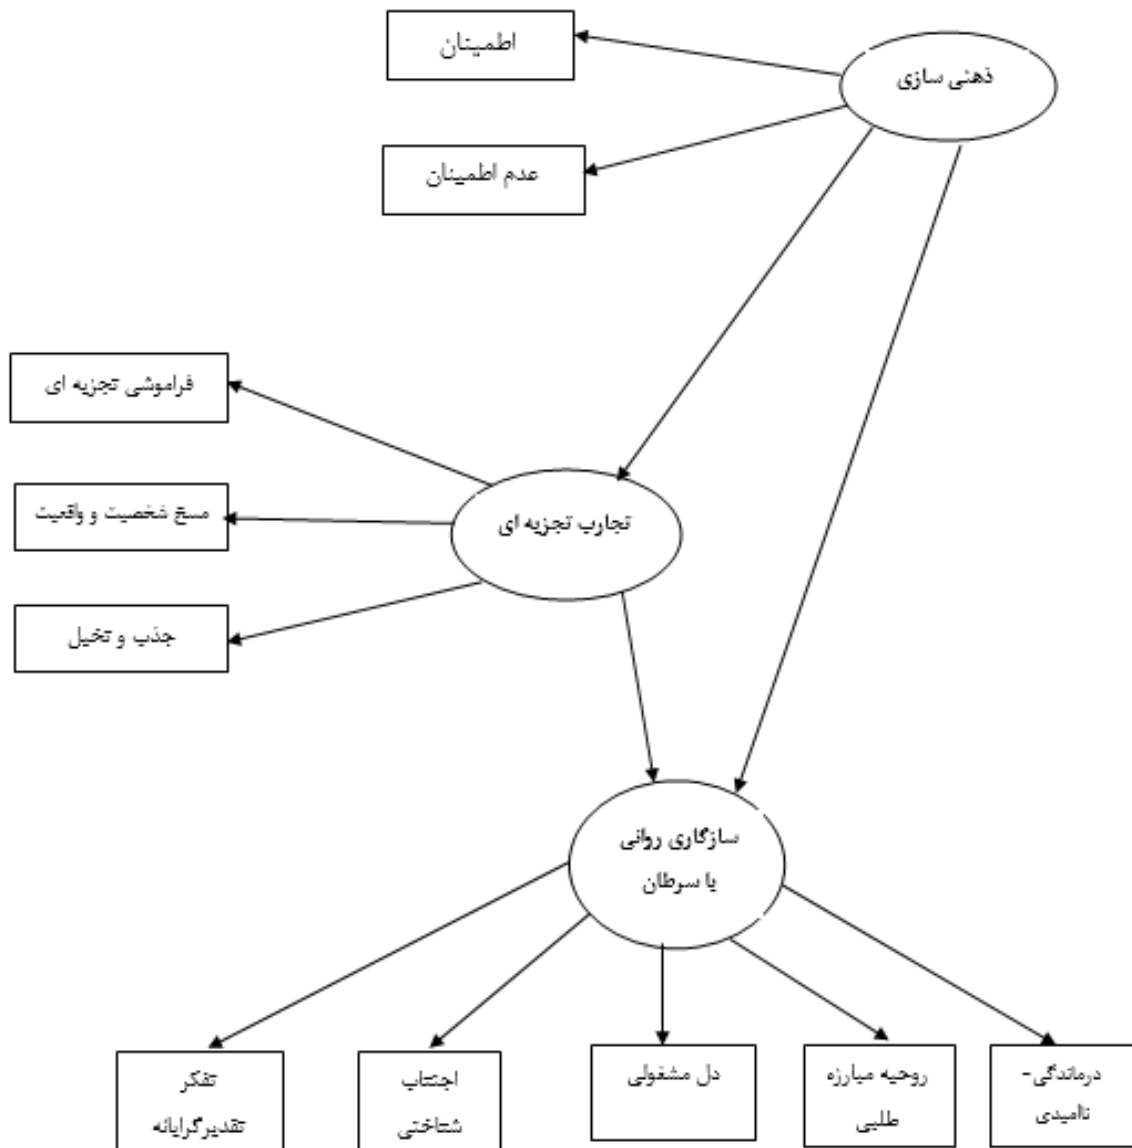 اطمینان
ذهنی سازی
عدم اطمینان
فراموشی تجزیه ای
مسخ شخصیت و واقعیت
تجارب تجزیه ای
جذب و تخیل
سازگاری روانی
با سرطان
درماندگی-
ناامیدی
روحیه مبارزه
طلبی
دل مشغولی
اجتناب
شناختی
تفکر
تقدیرگرایانه